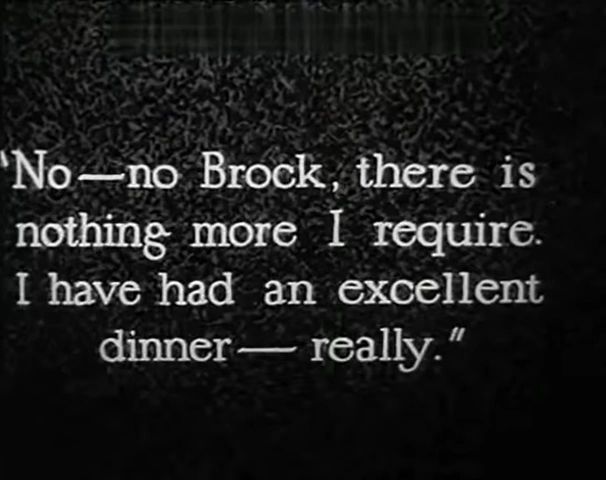 "No—no Brock, there is
nothing more I require.
I have had an excellent
dinner— really."